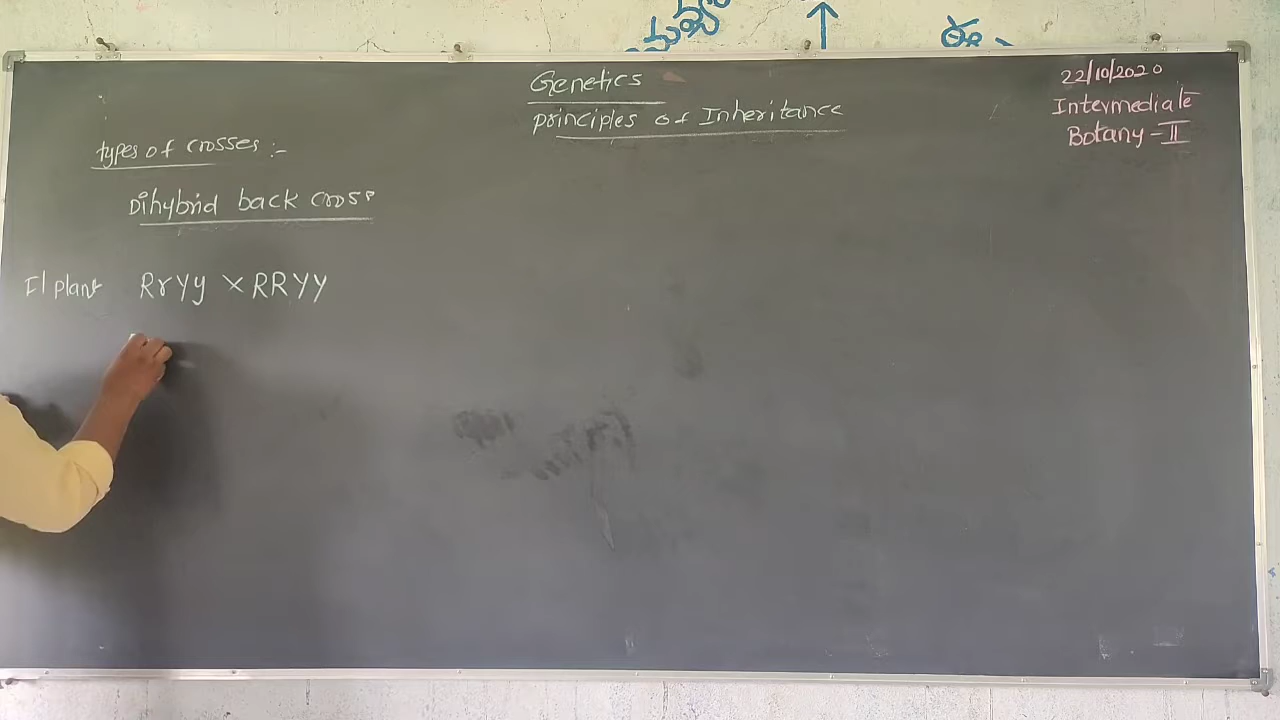 Genetics
principles of Inheritance
22/10/2020
Intermediate
Botany-II
types of crosses :-
Dihybrid back cross
F1 plant RrYy × RRYY